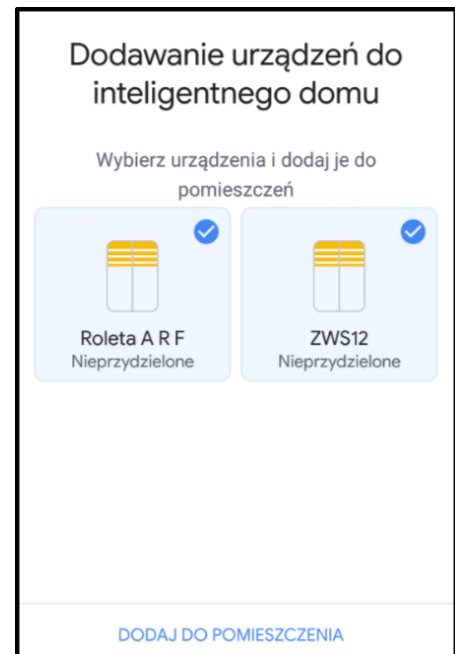 Dodawanie urządzeń do
inteligentnego domu
Wybierz urządzenia i dodaj je do
pomieszczeń
Roleta A R F
Nieprzydzielone
ZWS12
Nieprzydzielone
DODAJ DO POMIESZCZENIA